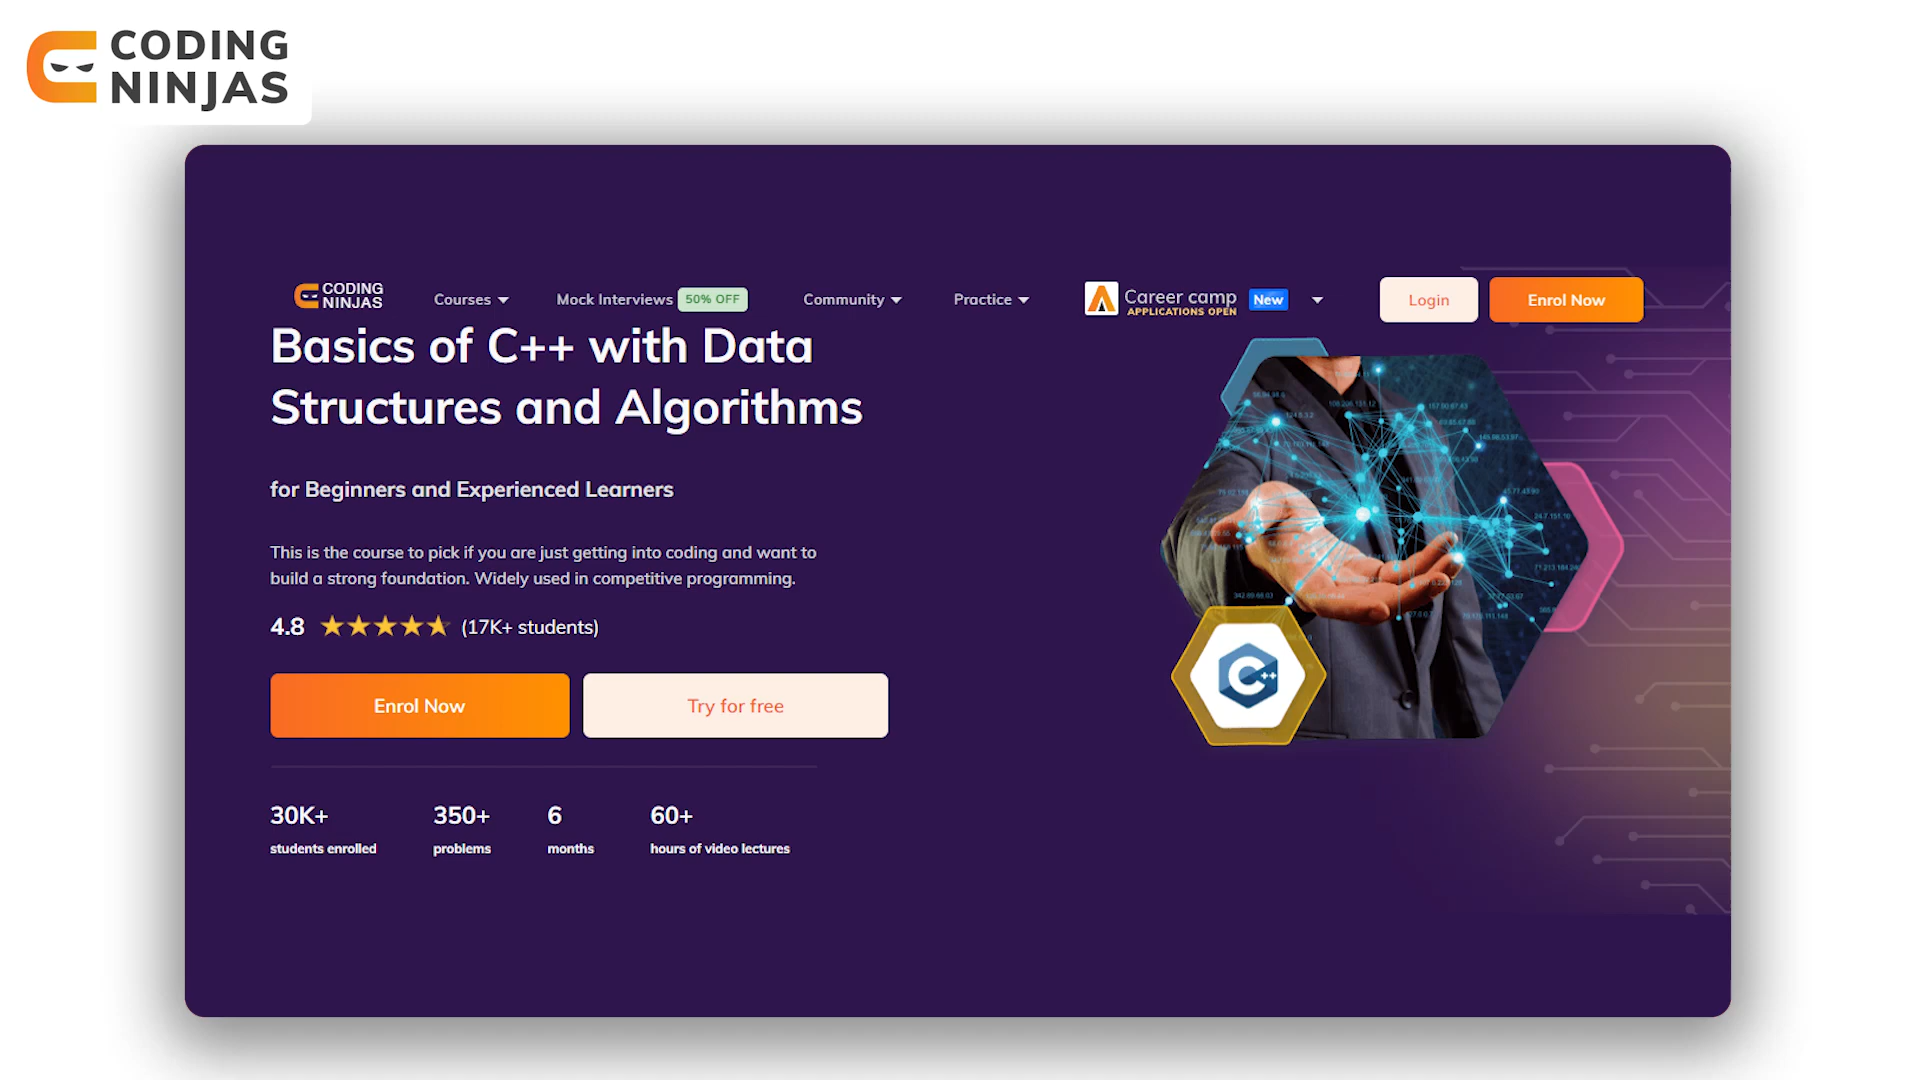 CODING
NINJAS
CODING
NINJAS
Courses
Mock Interviews 50% OFF
Community
Practice
Career camp New
APPLICATIONS OPEN
Login
Enrol Now
Basics of C++ with Data
Structures and Algorithms
for Beginners and Experienced Learners
This is the course to pick if you are just getting into coding and want to
build a strong foundation. Widely used in competitive programming.
4.8 (17K+ students)
Enrol Now
Try for free
30K+
students enrolled
350+
problems
6
months
60+
hours of video lectures
C++